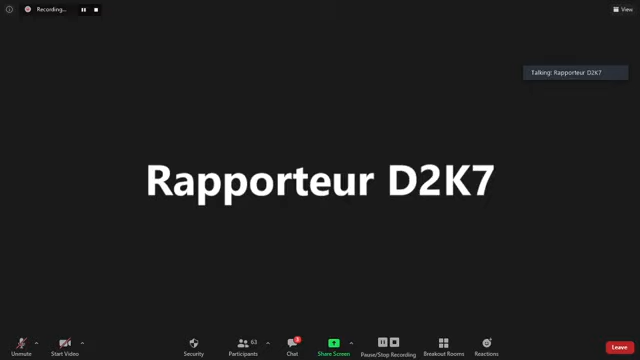 Recording...
View
Talking: Rapporteur D2K7
Rapporteur D2K7
Unmute
Start Video
Security
63
Participants
3
Chat
Share Screen
Pause/Stop Recording
Breakout Rooms
Reactions
Leave